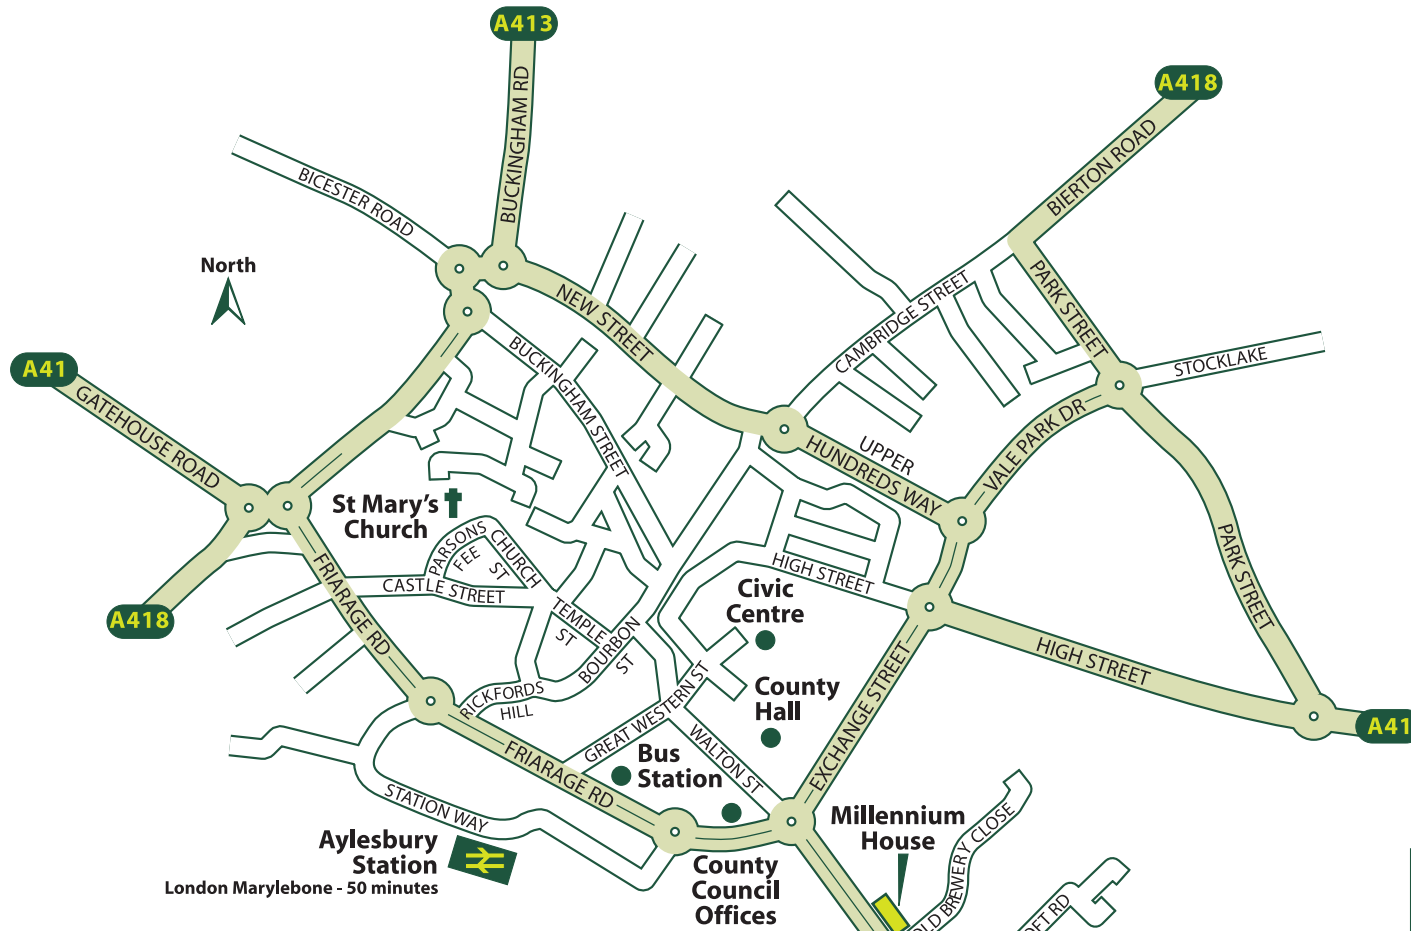 A413
A418
BUCKINGHAM RD
BIERTON ROAD
BICESTER ROAD
North
NEW STREET
CAMBRIDGE STREET
PARK STREET
STOCKLAKE
A41
GATEHOUSE ROAD
BUCKINGHAM STREET
UPPER
HUNDREDS WAY
VALE PARK DR
St Mary's
Church
PARSONS
FEE
CHURCH
ST
PARK STREET
FRIARAGE RD
CASTLE STREET
HIGH STREET
Civic
Centre
A418
TEMPLE
ST
BOURBON
ST
HIGH STREET
RICKFORDS
HILL
GREAT WESTERN ST
County
Hall
EXCHANGE STREET
A41
FRIARAGE RD
Bus
Station
WALTON ST
STATION WAY
Millennium
House
OLD BREWERY CLOSE
Aylesbury
Station
London Marylebone - 50 minutes
County
Council
Offices